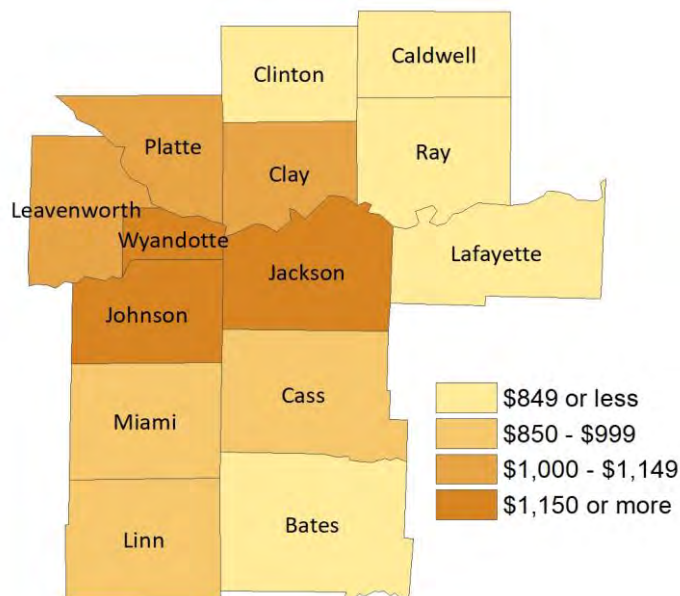 Caldwell
Clinton
Platte
Ray
Clay
Leavenworth
Wyandotte
Lafayette
Jackson
Johnson
Cass
Miami
Bates
Linn
$849 or less
$850 - $999
$1,000 - $1,149
$1,150 or more